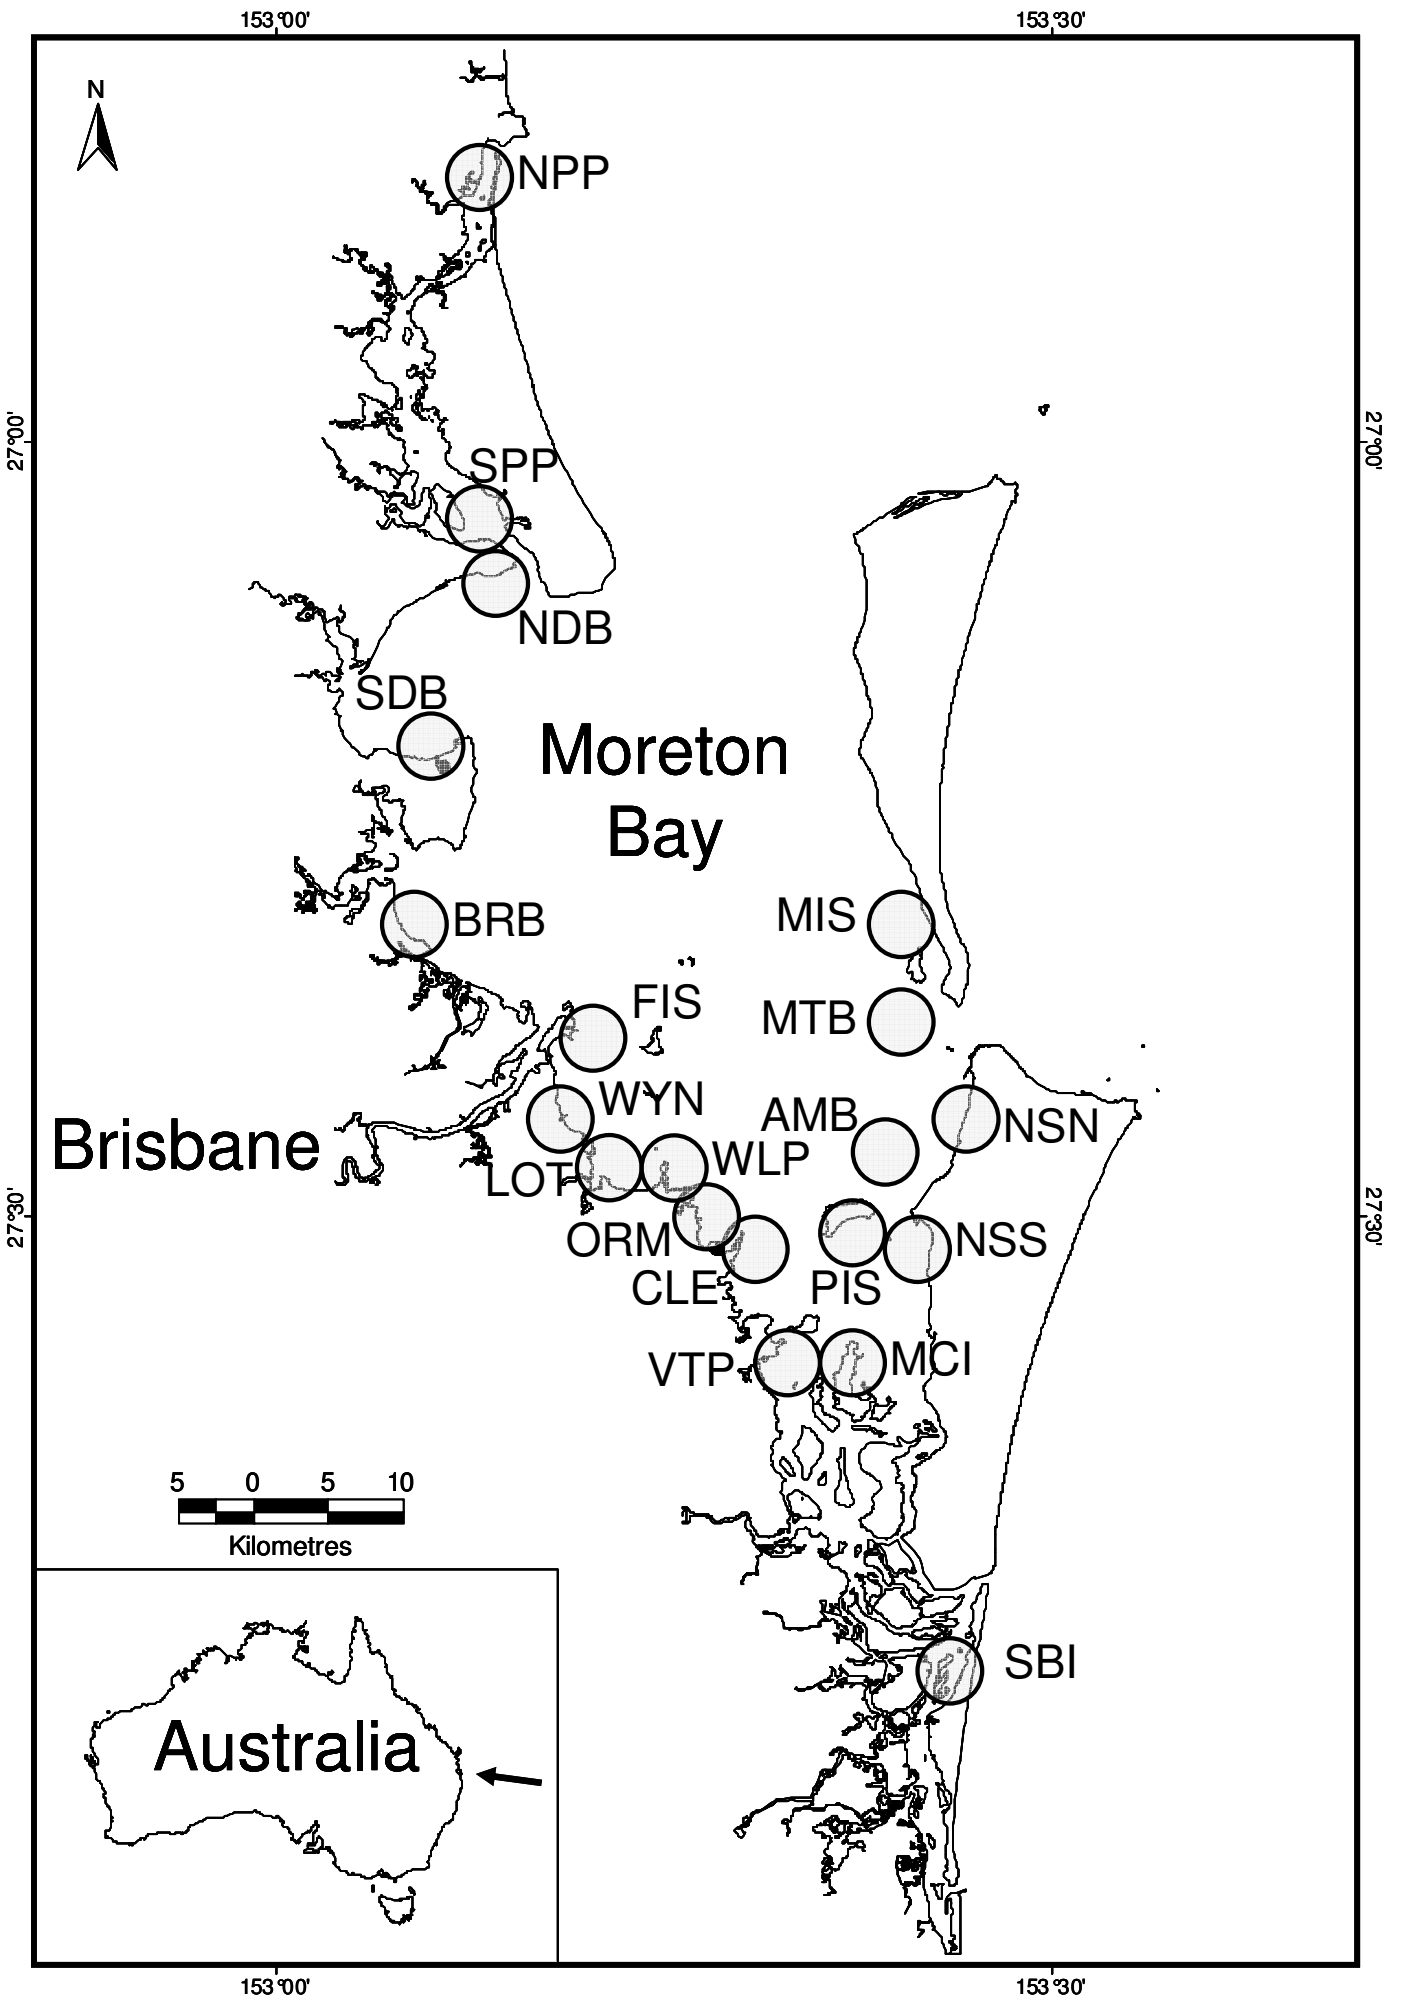 153°00'
153°30'
N
NPP
27°00'
27°00'
SPP
NDB
SDB
Moreton
Bay
BRB
MIS
FIS
MTB
WYN
AMB
NSN
Brisbane
LOT
WLP
27°30'
27°30'
ORM
NSS
CLE
PIS
VTP
MCI
5 0 5 10
Kilometres
SBI
Australia
153°00'
153°30'